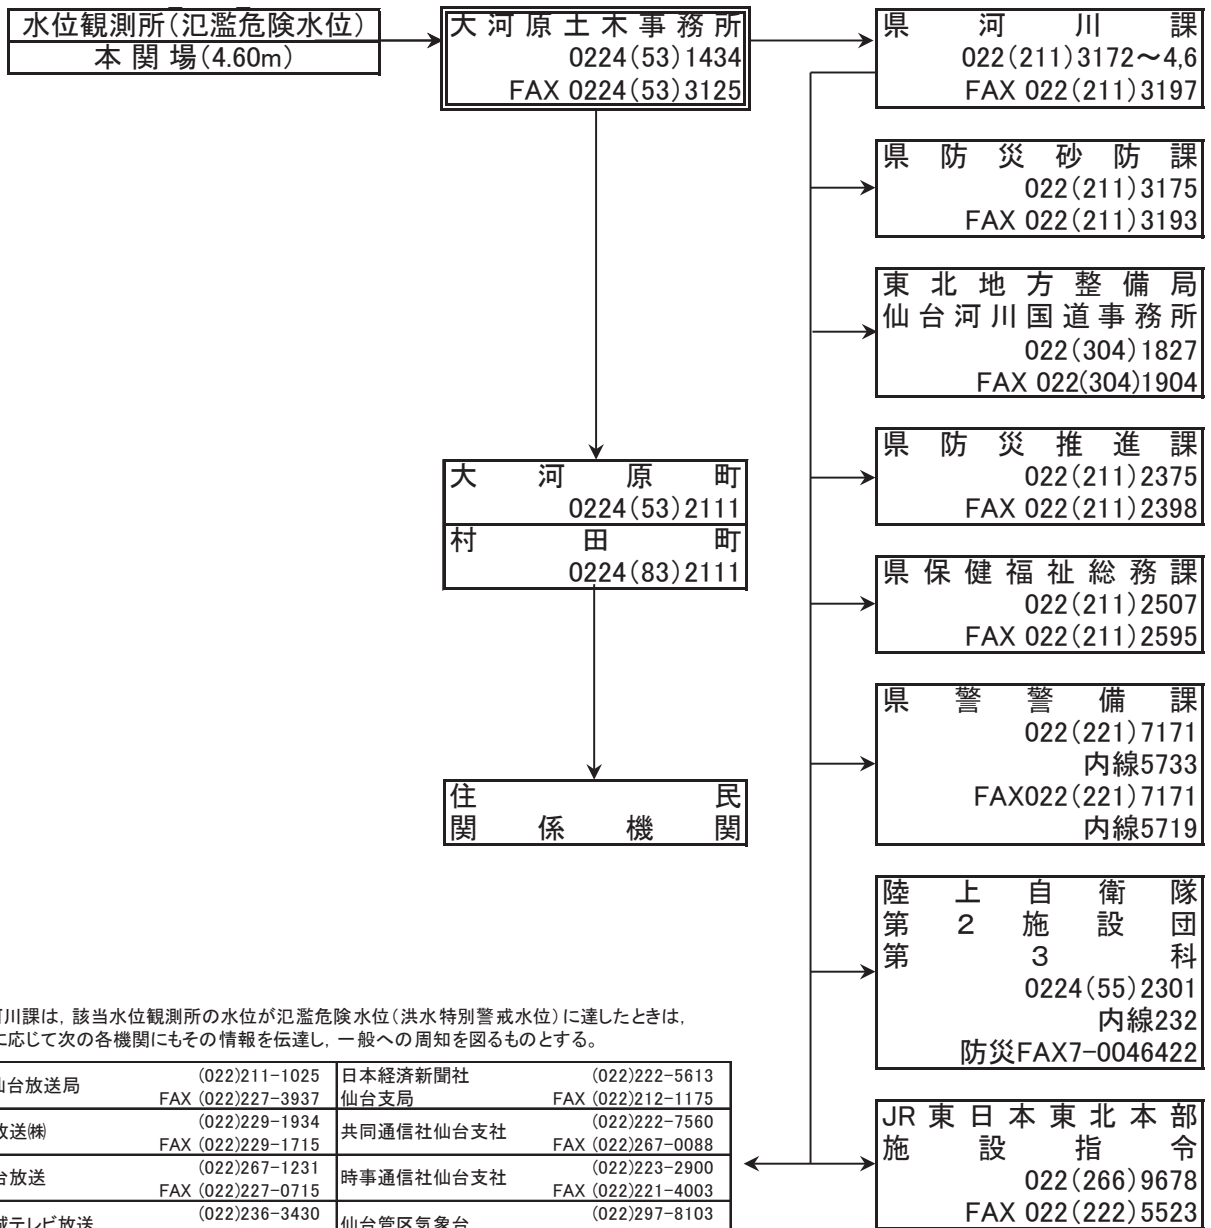 水位観測所(氾濫危険水位)
本関場(4.60m)
大河原土木事務所
0224(53)1434
FAX 0224(53)3125
県河川課
022(211)3172～4,6
FAX 022(211)3197
県防災砂防課
022(211)3175
FAX 022(211)3193
東北地方整備局
仙台河川国道事務所
022(304)1827
FAX 022(304)1904
県防災推進課
022(211)2375
FAX 022(211)2398
県保健福祉総務課
022(211)2507
FAX 022(211)2595
県警警備課
022(221)7171
内線5733
FAX022(221)7171
内線5719
陸上自衛隊
第2施設団
第3科
0224(55)2301
内線232
防災FAX7-0046422
JR東日本東北本部
施設指令
022(266)9678
FAX 022(222)5523
大河原町
0224(53)2111
村田町
0224(83)2111
住民
関係機関
川課は,該当水位観測所の水位が氾濫危険水位(洪水特別警戒水位)に達したときは,
に応じて次の各機関にもその情報を伝達し,一般への周知を図るものとする。
台放送局 (022)211-1025 FAX (022)227-3937
日本経済新聞社 仙台支局 (022)222-5613 FAX (022)212-1175
放送㈱ (022)229-1934 FAX (022)229-1715
共同通信社仙台支社 (022)222-7560 FAX (022)267-0088
台放送 (022)267-1231 FAX (022)227-0715
時事通信社仙台支社 (022)223-2900 FAX (022)221-4003
テレビ放送 (022)236-3430
仙台管区気象台 (022)297-8103